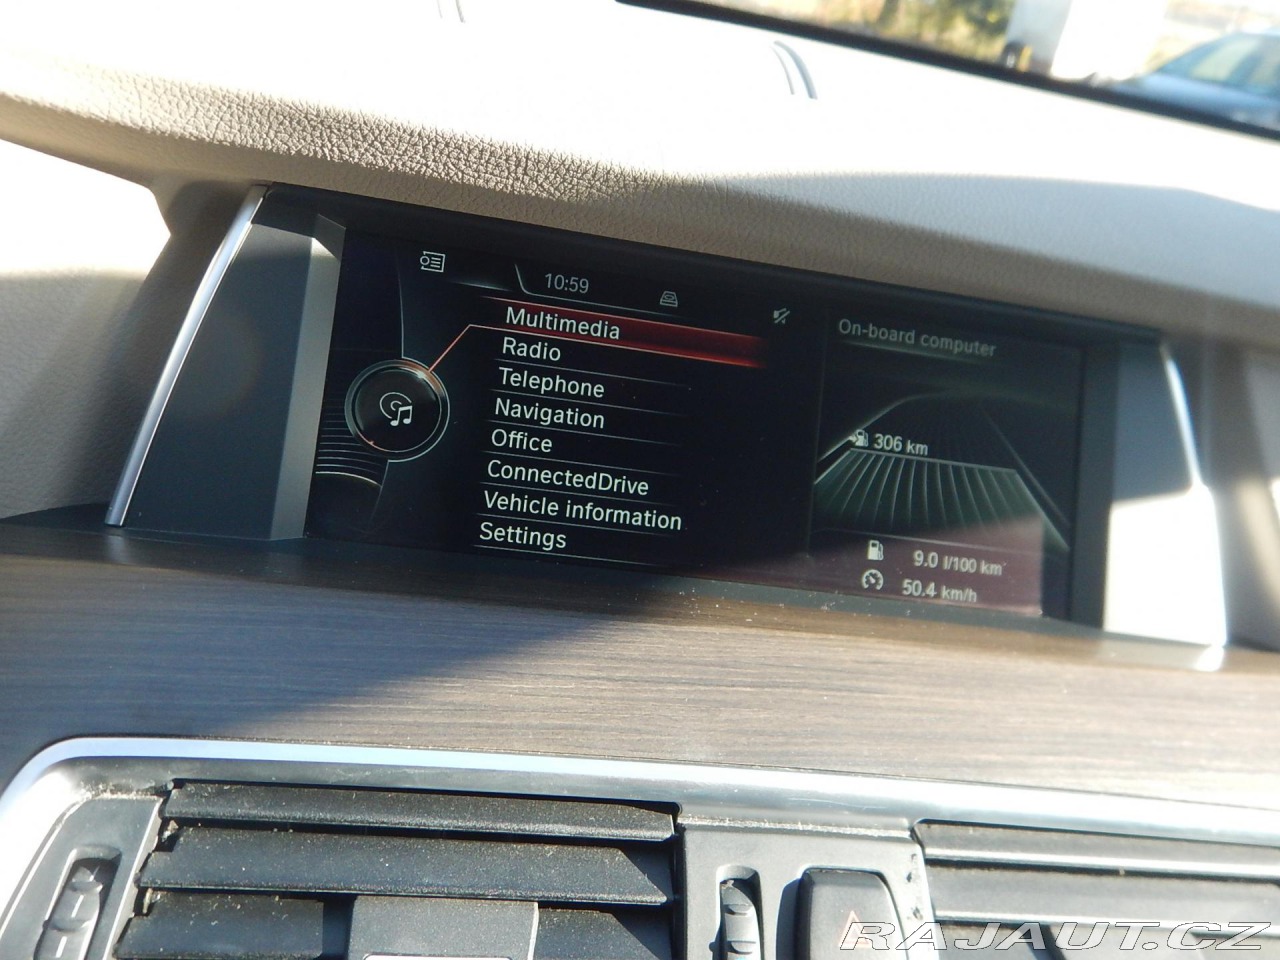 10:59
Multimedia
Radio
Telephone
Navigation
Office
ConnectedDrive
Vehicle information
Settings
On-board computer
306 km
9.0 l/100 km
50.4 km/h
RAJAUT.CZ